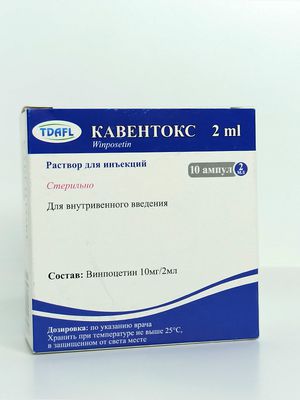 TDAFL
КАВЕНТОКС 2 ml
Winposetin
Раствор для инъекций
10 ампул 2 мл
Стерильно
Для внутривенного введения
Состав: Винпоцетин 10мг/2мл
Дозировка: по указанию врача
Хранить при температуре не выше 25°C,
в защищенном от света месте